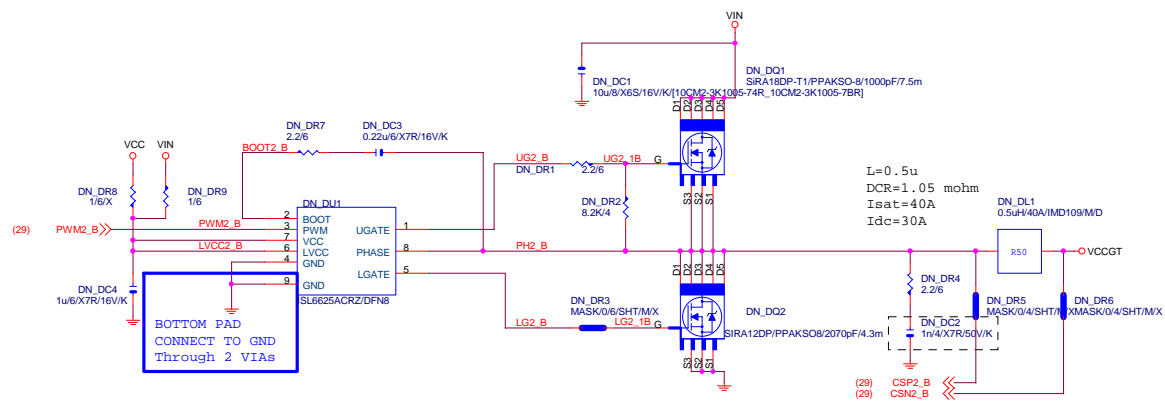 VIN
DN_DC1
10u/8/X6S/16V/K/[10CM2-3K1005-74R_10CM2-3K1005-7BR]
DN_DQ1
SiRA18DP-T1/PPAKSO-8/1000pF/7.5m
D1
D2
D3
D4
D5
G
S3
S2
S1
DN_DR7
2.2/6
DN_DC3
0.22u/6/X7R/16V/K
BOOT2_B
VCC
VIN
DN_DR8
1/6/X
DN_DR9
1/6
UG2_B
UG2_1B
DN_DR1
2.2/6
DN_DR2
8.2K/4
L=0.5u
DCR=1.05 mohm
Isat=40A
Idc=30A
DN_DL1
0.5uH/40A/IMD109/M/D
R50
VCCGT
DN_DU1
2 BOOT
3 PWM
7 VCC
6 LVCC
4 GND
9 GND
UGATE 1
PHASE 8
LGATE 5
ISL6625ACRZ/DFN8
(29) PWM2_B
PWM2_B
LVCC2_B
PH2_B
DN_DC4
1u/6/X7R/16V/K
BOTTOM PAD
CONNECT TO GND
Through 2 VIAs
LG2_B
DN_DR3
MASK/0/6/SHT/M/X
LG2_1B
D1
D2
D3
D4
D5
G
S3
S2
S1
DN_DQ2
SIRA12DP/PPAKSO8/2070pF/4.3m
DN_DR4
2.2/6
DN_DC2
1n/4/X7R/50V/K
DN_DR5
MASK/0/4/SHT/M/X
DN_DR6
MASK/0/4/SHT/M/X
(29) CSP2_B
(29) CSN2_B